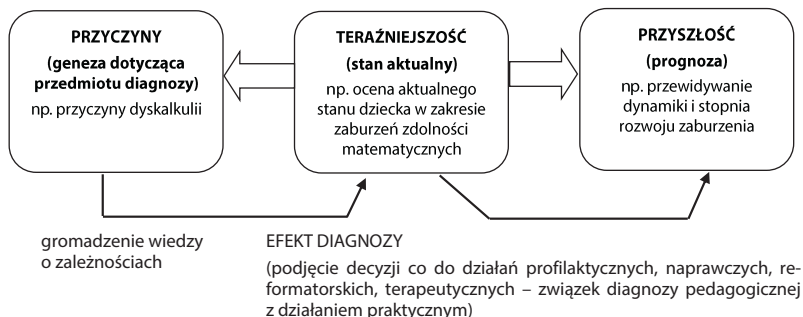 PRZYCZYNY
(geneza dotycząca
przedmiotu diagnozy)
np. przyczyny dyskalkulii
TERAŹNIEJSZOŚĆ
(stan aktualny)
np. ocena aktualnego
stanu dziecka w zakresie
zaburzeń zdolności
matematycznych
PRZYSZŁOŚĆ
(prognoza)
np. przewidywanie
dynamiki i stopnia
rozwoju zaburzenia
gromadzenie wiedzy
o zależnościach
EFEKT DIAGNOZY
(podjęcie decyzji co do działań profilaktycznych, naprawczych, re-
formatorskich, terapeutycznych – związek diagnozy pedagogicznej
z działaniem praktycznym)